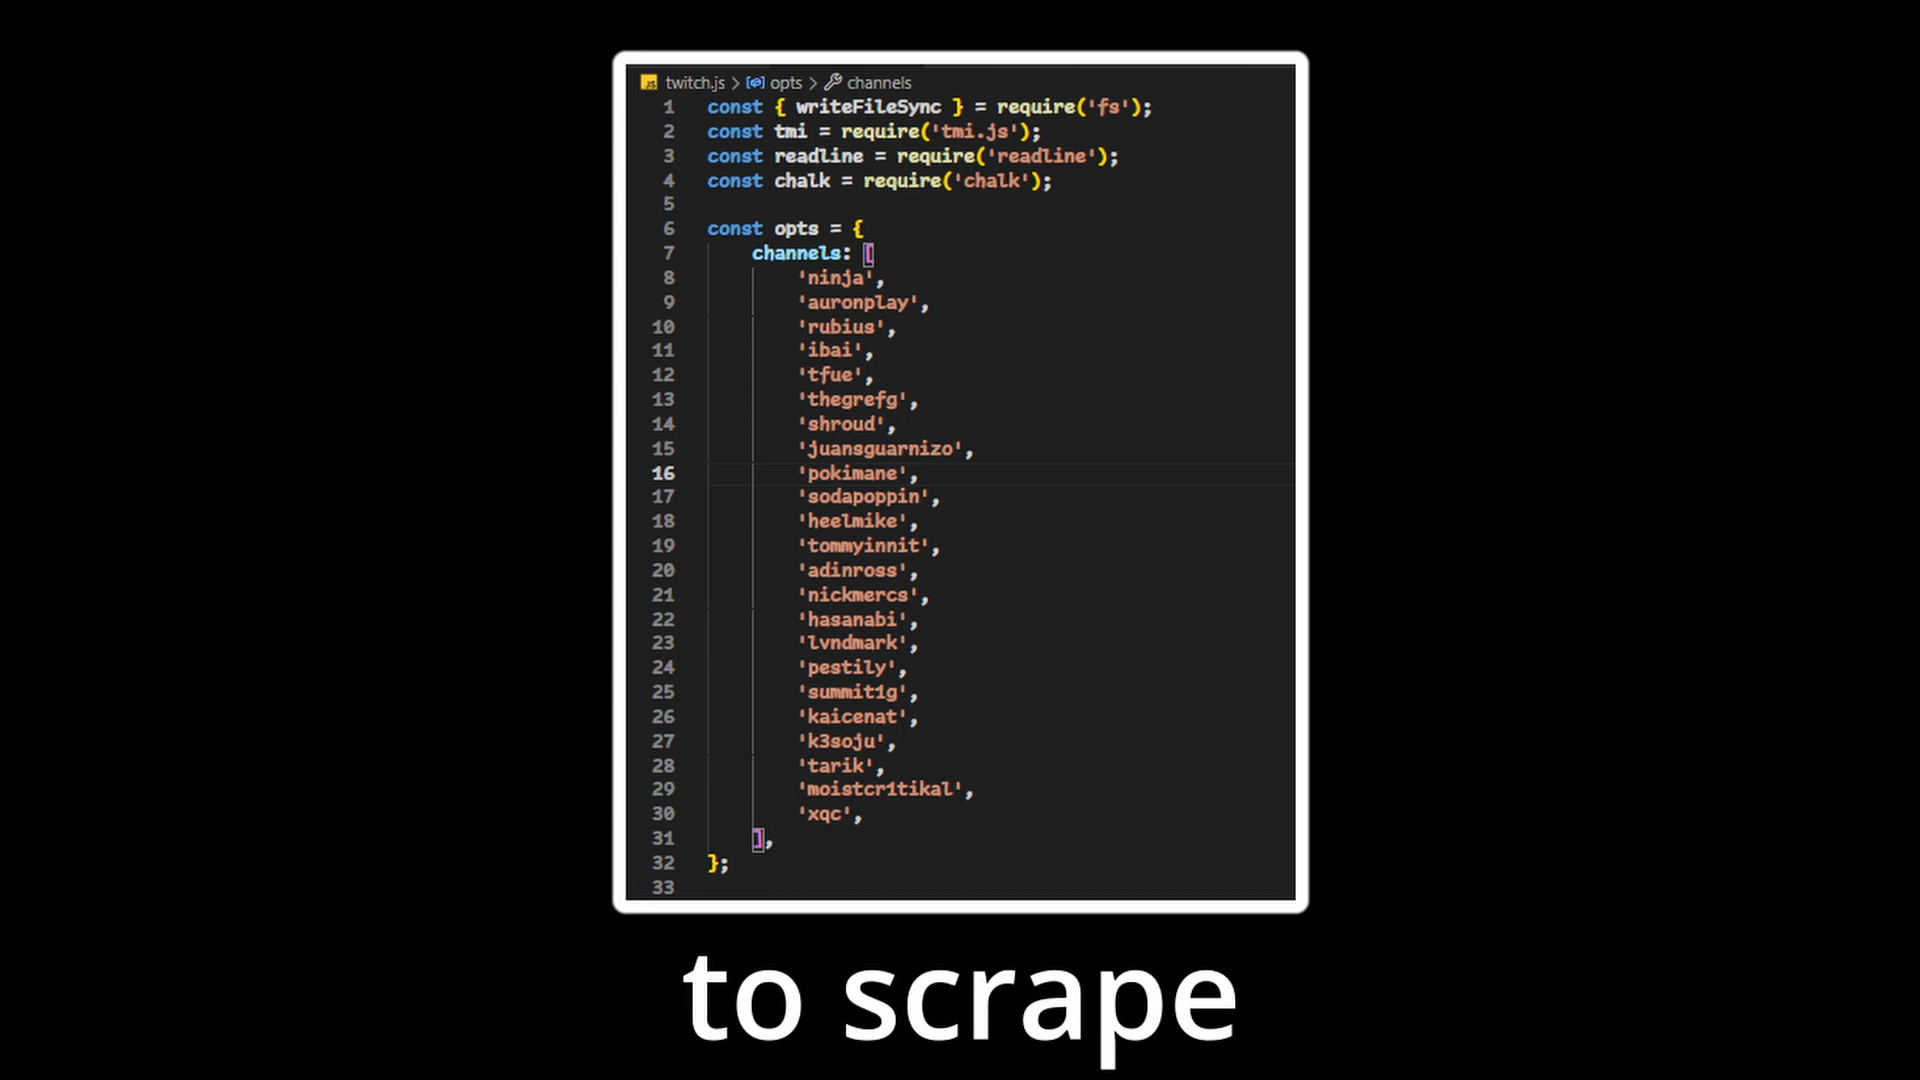 twitch.js > opts > channels
1 const { writeFileSync } = require('fs');
2 const tmi = require('tmi.js');
3 const readline = require('readline');
4 const chalk = require('chalk');
5
6 const opts = {
7 channels: [
8 'ninja',
9 'auronplay',
10 'rubius',
11 'ibai',
12 'tfue',
13 'thegrefg',
14 'shroud',
15 'juansguarnizo',
16 'pokimane',
17 'sodapoppin',
18 'heelmike',
19 'tommyinnit',
20 'adinross',
21 'nickmercs',
22 'hasanabi',
23 'lvndmark',
24 'pestily',
25 'summit1g',
26 'kaicenat',
27 'k3soju',
28 'tarik',
29 'moistcr1tikal',
30 'xqc',
31 ],
32 };
33
to scrape